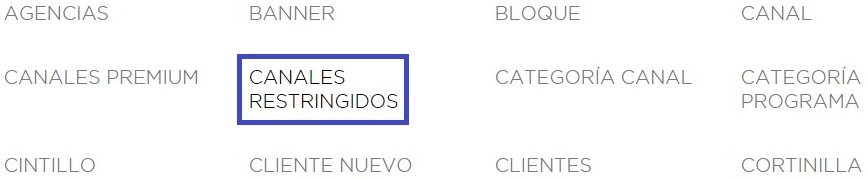 AGENCIAS BANNER BLOQUE CANAL
CANALES PREMIUM CANALES RESTRINGIDOS CATEGORÍA CANAL CATEGORÍA PROGRAMA
CINTILLO CLIENTE NUEVO CLIENTES CORTINILLA